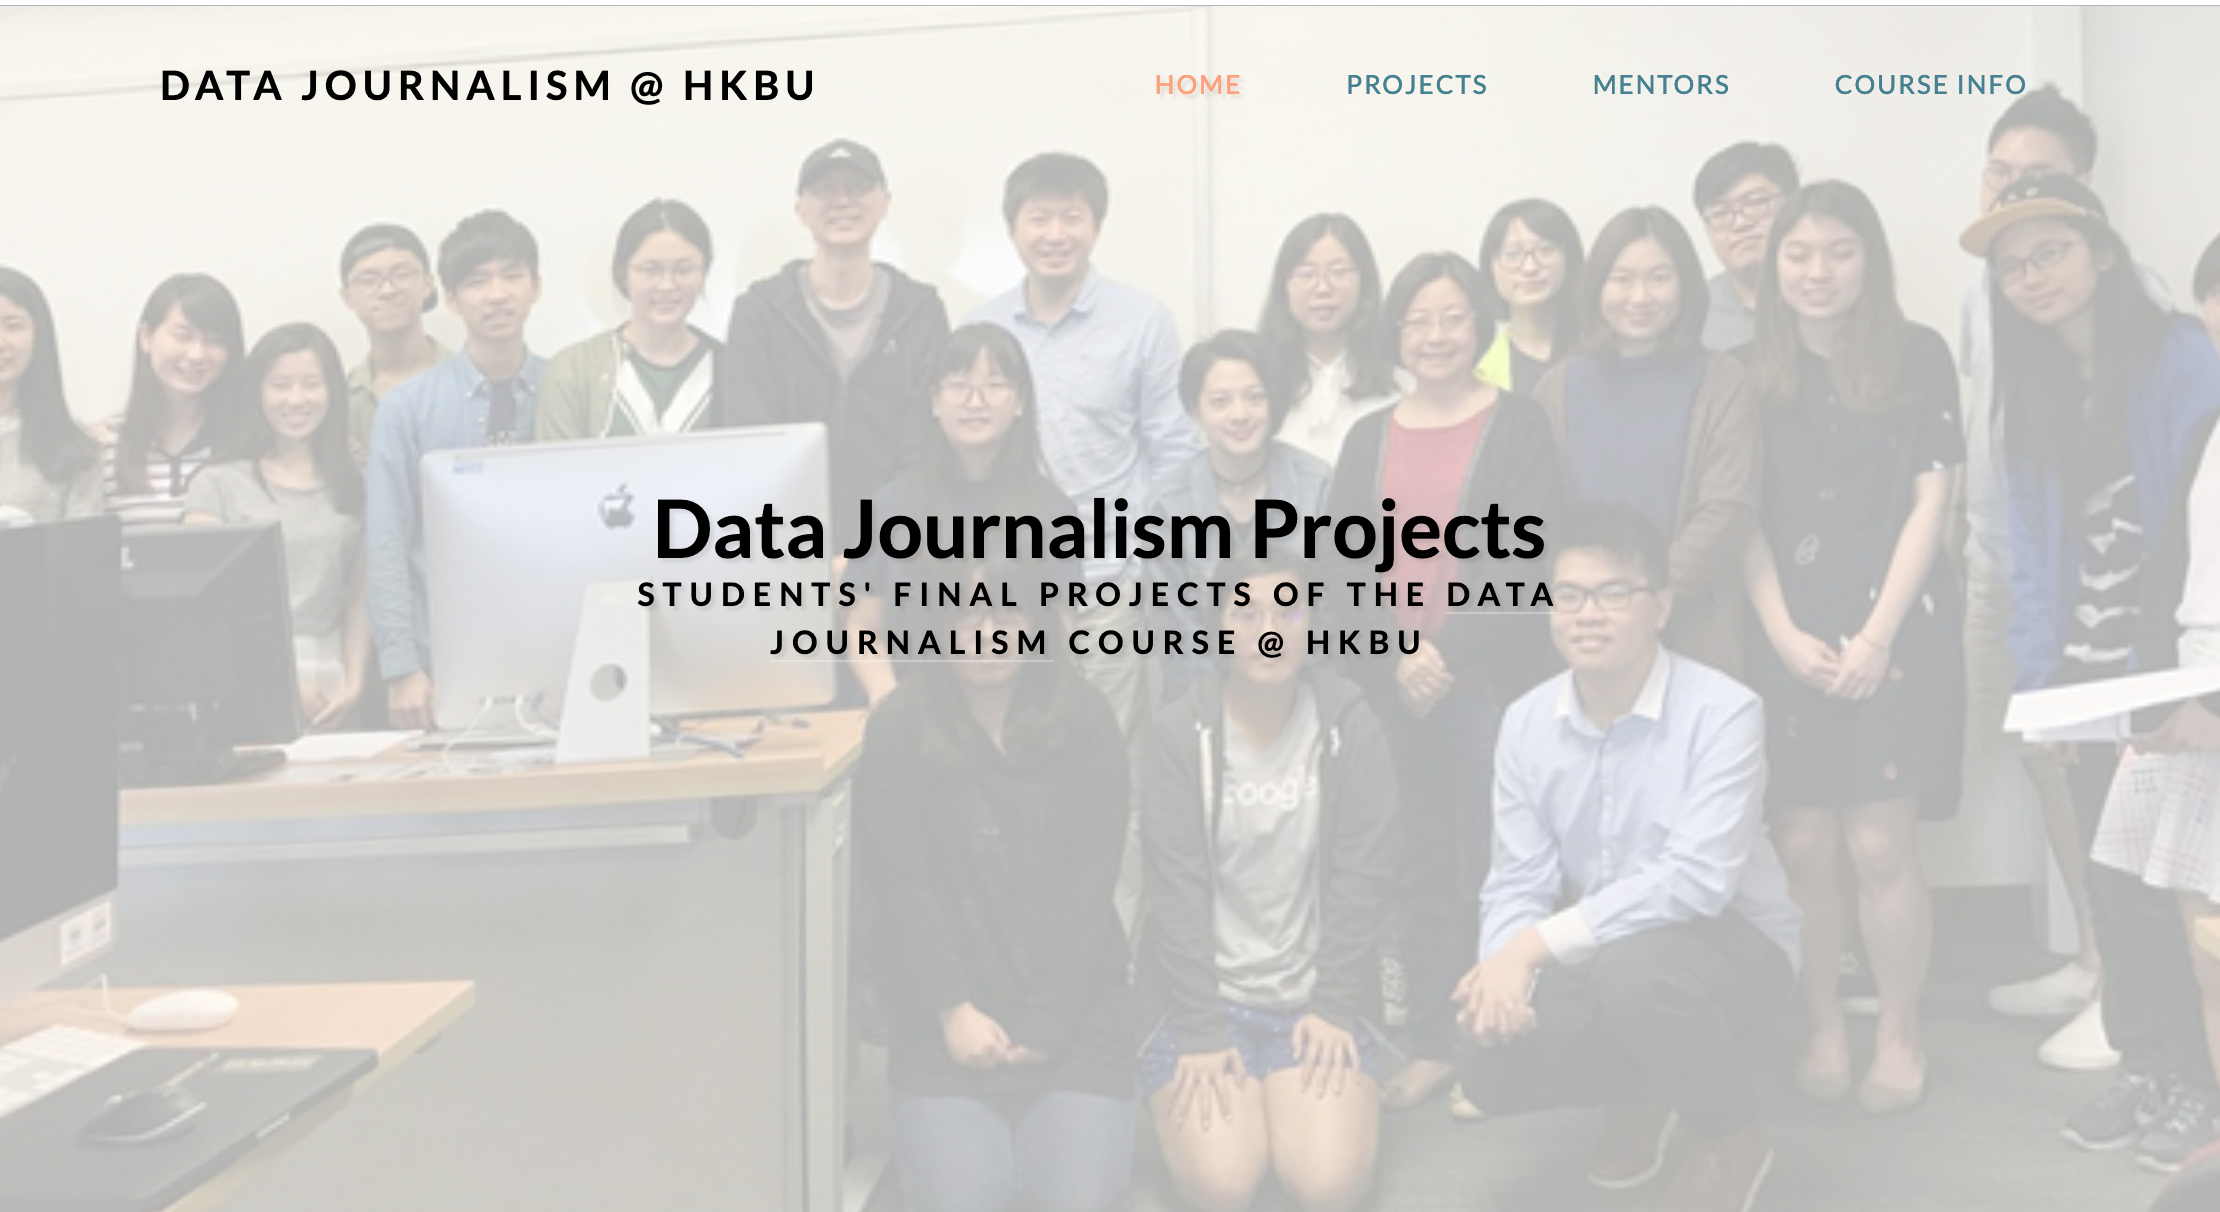 DATA JOURNALISM @ HKBU
HOME PROJECTS MENTORS COURSE INFO
Data Journalism Projects
STUDENTS' FINAL PROJECTS OF THE DATA
JOURNALISM COURSE @ HKBU